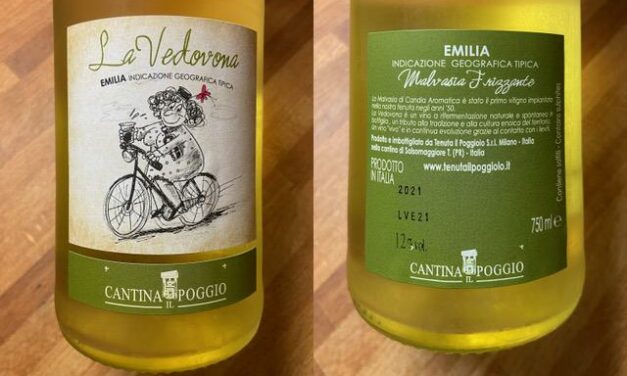 La Vedovona
EMILIA INDICAZIONE GEOGRAFICA TIPICA
CANTINA IL POGGIO
EMILIA
INDICAZIONE GEOGRAFICA TIPICA
Malvasia Frizzante
La Malvasia di Candia Aromatica è stato il primo vitigno impiantato
nella nostra tenuta negli anni '50.
La Vedovona è un vino a rifermentazione naturale e spontanea in
bottiglia, un tributo alla tradizione e alla cultura enoica del territorio.
Un vino "vivo" e in continua evoluzione grazie al contatto con i lieviti.
Prodotto e imbottigliato da Tenuta Il Poggiolo S.r.l. Milano - Italia
nella cantina di Salsomaggiore T. (PR) - Italia
PRODOTTO
IN ITALIA
www.tenutailpoggiolo.it
2021
LVE21
12%vol.
750 ml e
Contiene solfiti - Contains sulphites
CANTINA IL POGGIO